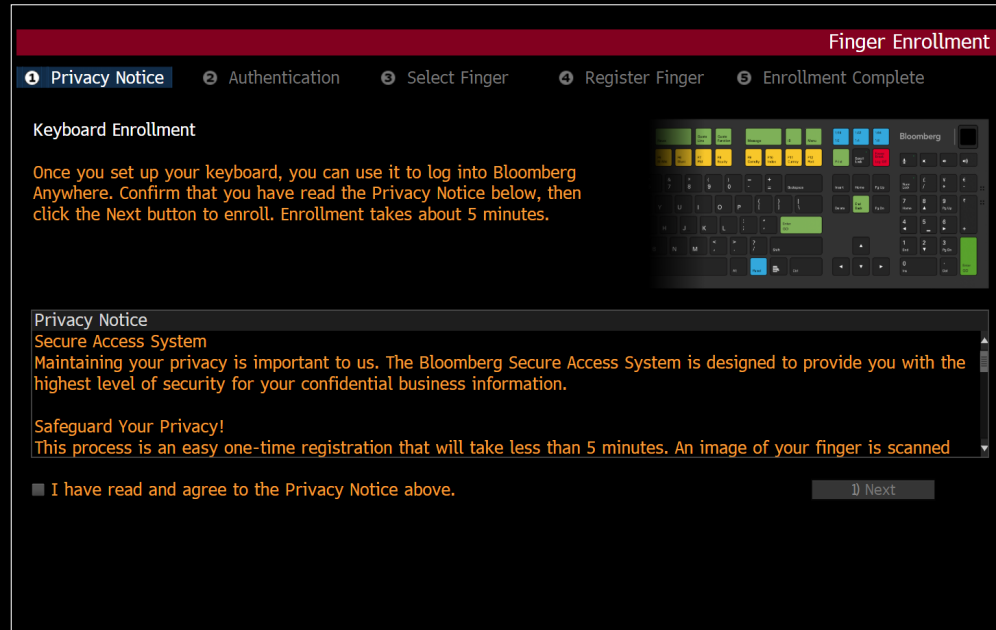 Finger Enrollment
1 Privacy Notice 2 Authentication 3 Select Finger 4 Register Finger 5 Enrollment Complete
Keyboard Enrollment
Once you set up your keyboard, you can use it to log into Bloomberg
Anywhere. Confirm that you have read the Privacy Notice below, then
click the Next button to enroll. Enrollment takes about 5 minutes.
Bloomberg
Privacy Notice
Secure Access System
Maintaining your privacy is important to us. The Bloomberg Secure Access System is designed to provide you with the
highest level of security for your confidential business information.
Safeguard Your Privacy!
This process is an easy one-time registration that will take less than 5 minutes. An image of your finger is scanned
I have read and agree to the Privacy Notice above.
1) Next